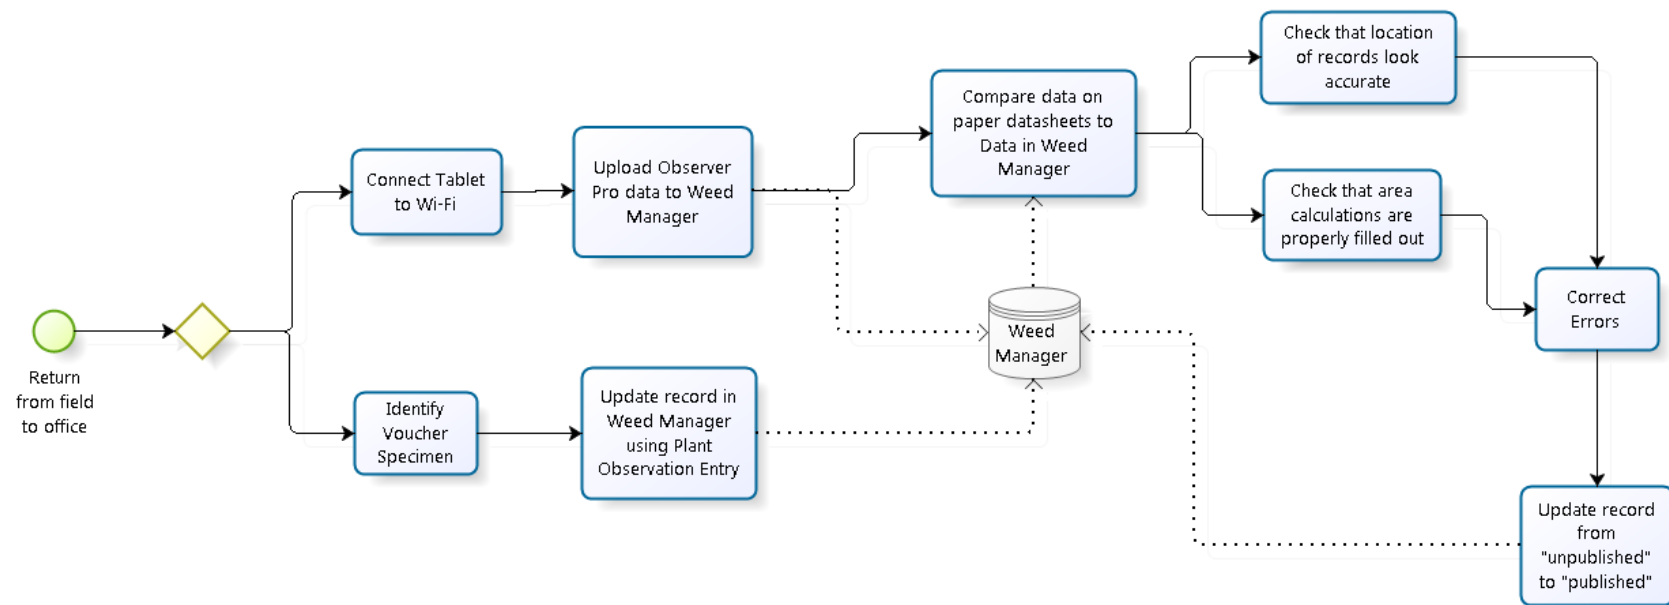 Return
from field
to office
Connect Tablet
to Wi-Fi
Upload Observer
Pro data to Weed
Manager
Identify
Voucher
Specimen
Update record in
Weed Manager
using Plant
Observation Entry
Compare data on
paper datasheets to
Data in Weed
Manager
Weed
Manager
Check that location
of records look
accurate
Check that area
calculations are
properly filled out
Correct
Errors
Update record
from
"unpublished"
to "published"